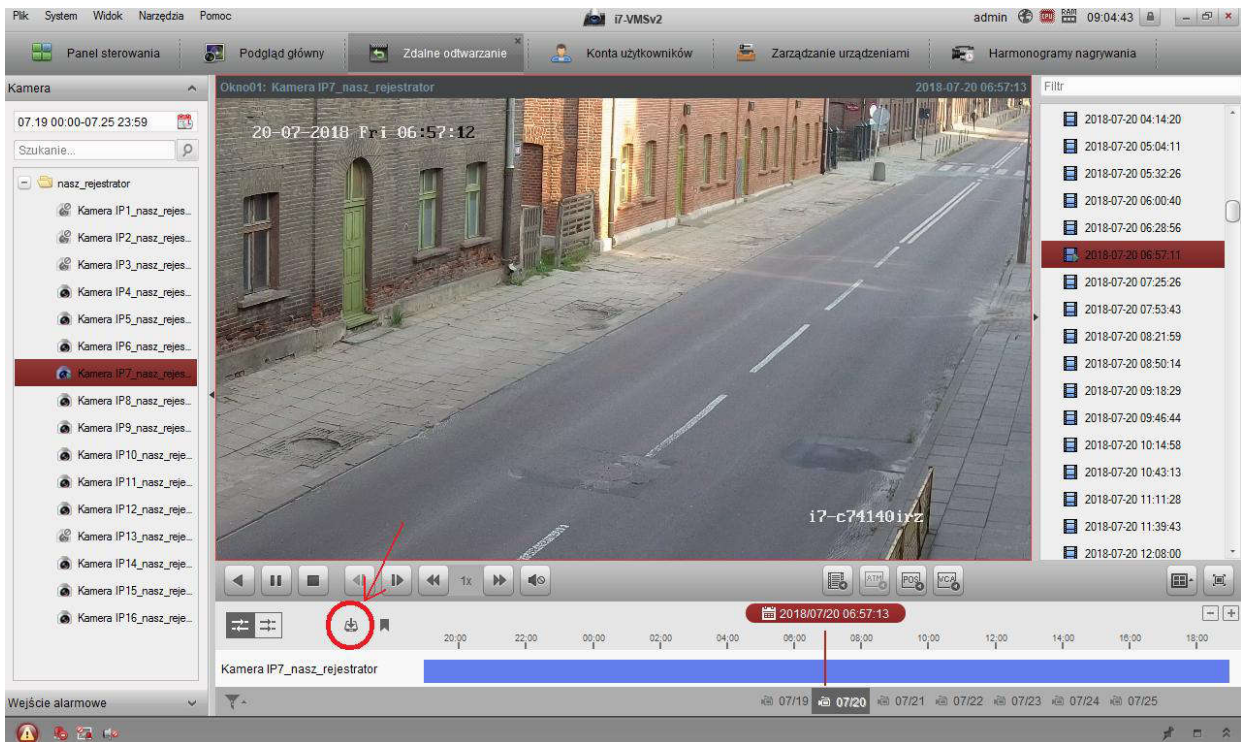 Plik System Widok Narzędzia Pomoc
i7-VMSv2
admin CPU RAM 09:04:43
Panel sterowania
Podgląd główny
Zdalne odtwarzanie
Konta użytkowników
Zarządzanie urządzeniami
Harmonogramy nagrywania
Kamera
07.19 00:00-07.25 23:59
Szukanie...
nasz_rejestrator
Kamera IP1_nasz_rejes...
Kamera IP2_nasz_rejes...
Kamera IP3_nasz_rejes...
Kamera IP4_nasz_rejes...
Kamera IP5_nasz_rejes...
Kamera IP6_nasz_rejes...
Kamera IP7_nasz_rejes...
Kamera IP8_nasz_rejes...
Kamera IP9_nasz_rejes...
Kamera IP10_nasz_reje...
Kamera IP11_nasz_reje...
Kamera IP12_nasz_reje...
Kamera IP13_nasz_reje...
Kamera IP14_nasz_reje...
Kamera IP15_nasz_reje...
Kamera IP16_nasz_reje...
Wejście alarmowe
Okno01: Kamera IP7_nasz_rejestrator
2018-07-20 06:57:13
20-07-2018 Fri 06:57:12
i7-c74140irz
Filtr
2018-07-20 04:14:20
2018-07-20 05:04:11
2018-07-20 05:32:26
2018-07-20 06:00:40
2018-07-20 06:28:56
2018-07-20 06:57:11
2018-07-20 07:25:26
2018-07-20 07:53:43
2018-07-20 08:21:59
2018-07-20 08:50:14
2018-07-20 09:18:29
2018-07-20 09:46:44
2018-07-20 10:14:58
2018-07-20 10:43:13
2018-07-20 11:11:28
2018-07-20 11:39:43
2018-07-20 12:08:00
1x
ATM POS VCA
2018/07/20 06:57:13
20:00 22:00 00:00 02:00 04:00 06:00 08:00 10:00 12:00 14:00 16:00 18:00
Kamera IP7_nasz_rejestrator
07/19 07/20 07/21 07/22 07/23 07/24 07/25